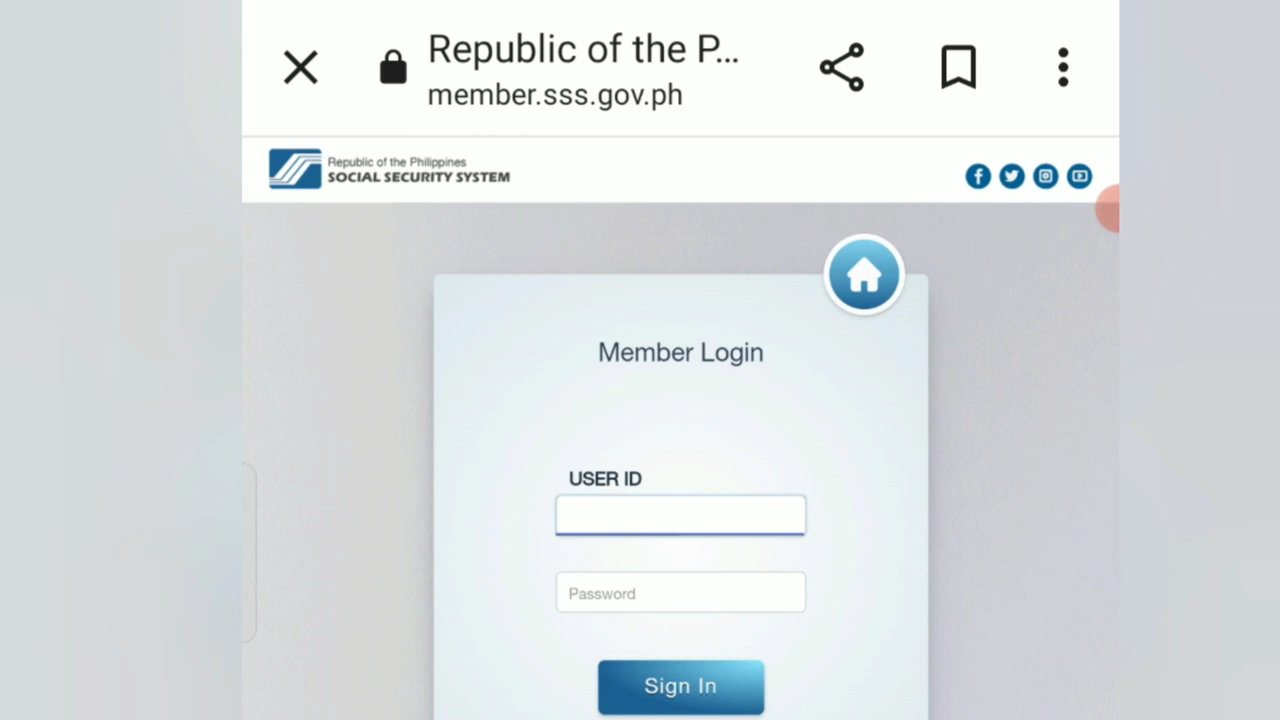 Republic of the P...
member.sss.gov.ph
Republic of the Philippines
SOCIAL SECURITY SYSTEM
Member Login
USER ID
Password
Sign In